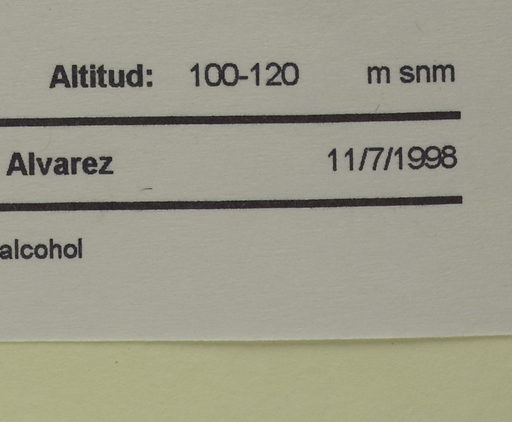 Altitud: 100-120 m snm
Alvarez 11/7/1998
alcohol